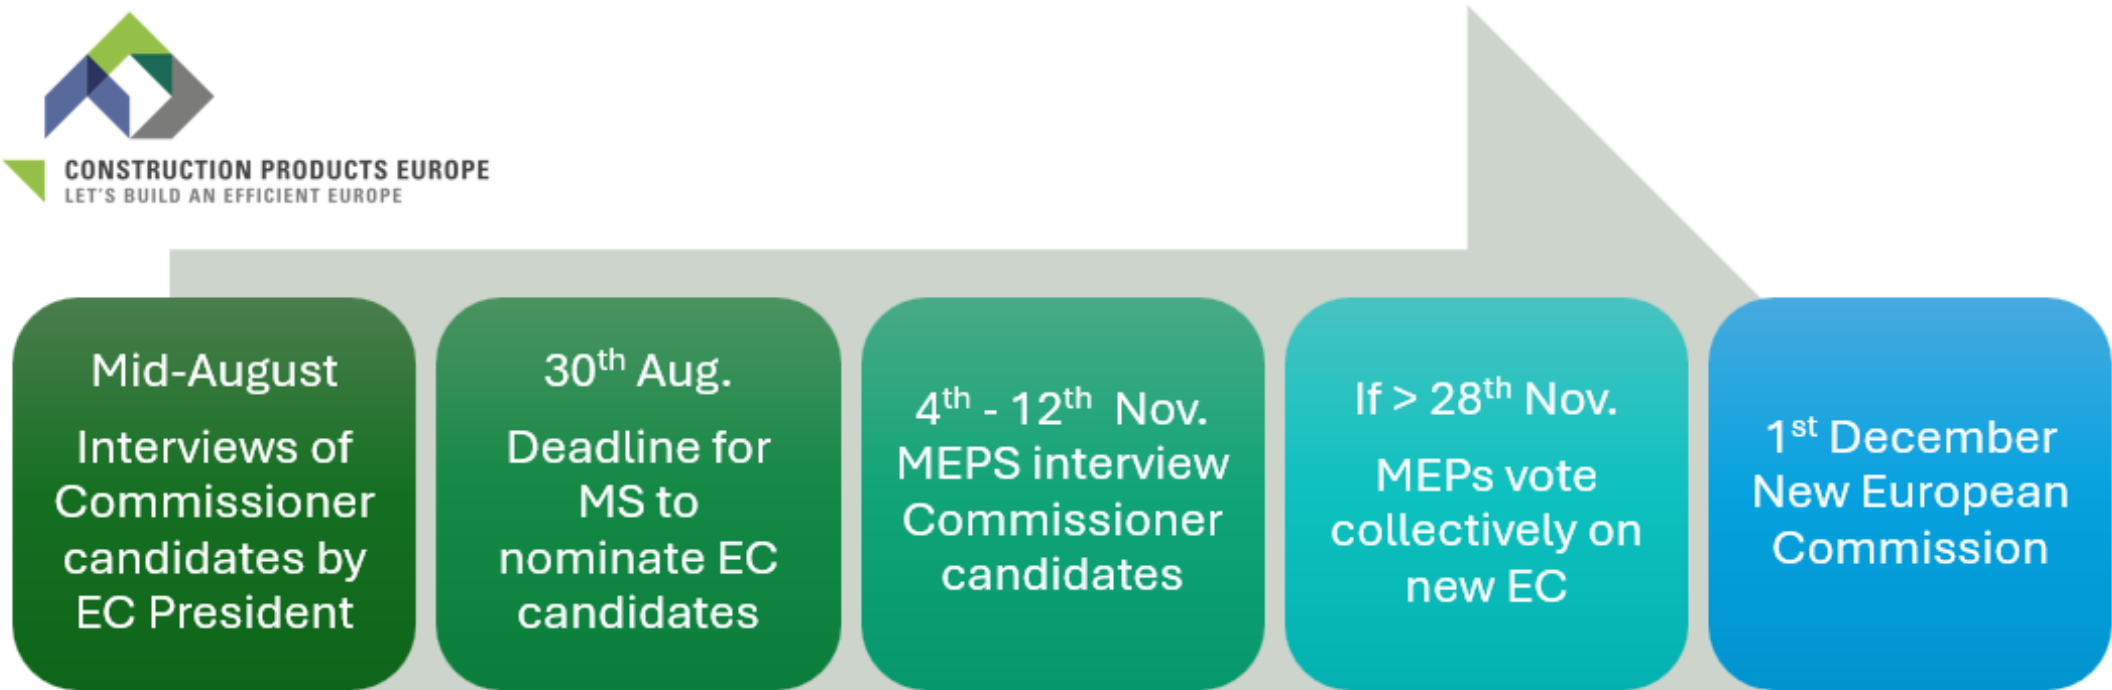 CONSTRUCTION PRODUCTS EUROPE
LET'S BUILD AN EFFICIENT EUROPE
Mid-August
Interviews of
Commissioner
candidates by
EC President
30th Aug.
Deadline for
MS to
nominate EC
candidates
4th - 12th Nov.
MEPS interview
Commissioner
candidates
If > 28th Nov.
MEPs vote
collectively on
new EC
1st December
New European
Commission